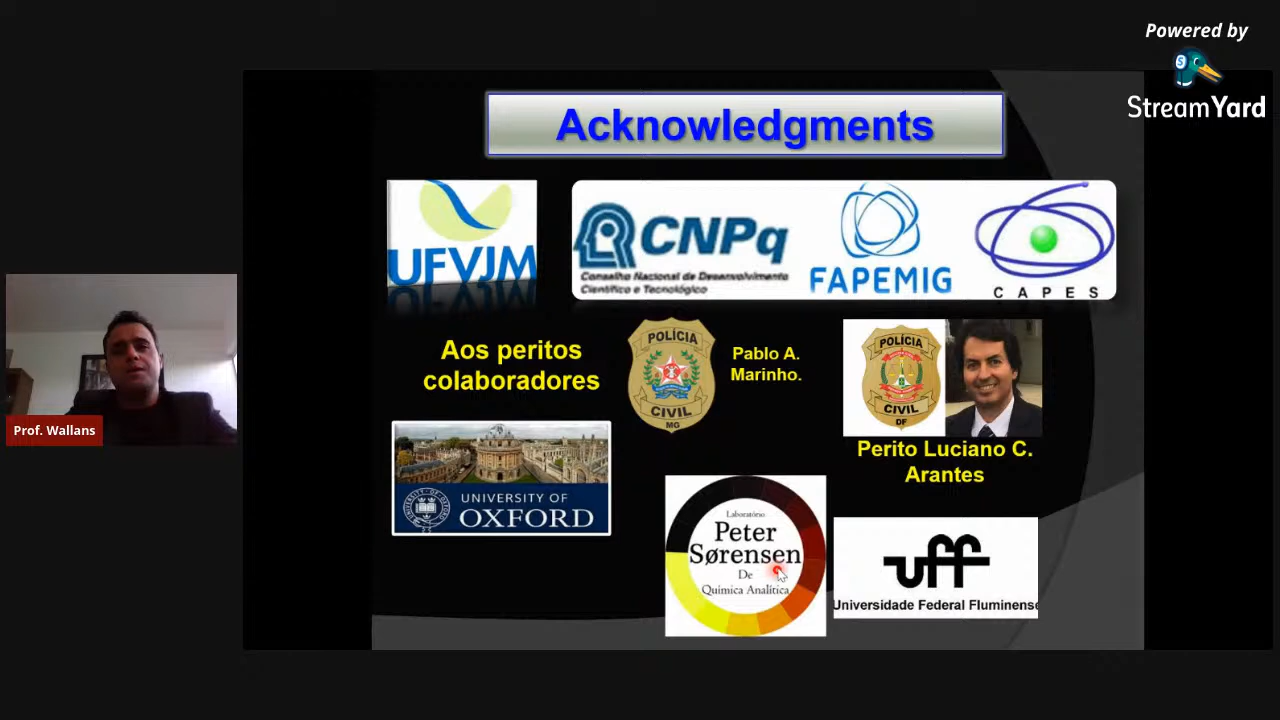 Powered by
StreamYard
Acknowledgments
UFVJM
CNPq
Conselho Nacional de Desenvolvimento
Científico e Tecnológico
FAPEMIG
CAPES
Aos peritos
colaboradores
POLÍCIA
CIVIL
MG
Pablo A.
Marinho.
POLÍCIA
CIVIL
DF
Perito Luciano C.
Arantes
Prof. Wallans
UNIVERSITY OF
OXFORD
Laboratório
Peter
Sørensen
De
Química Analítica
uff
Universidade Federal Fluminense